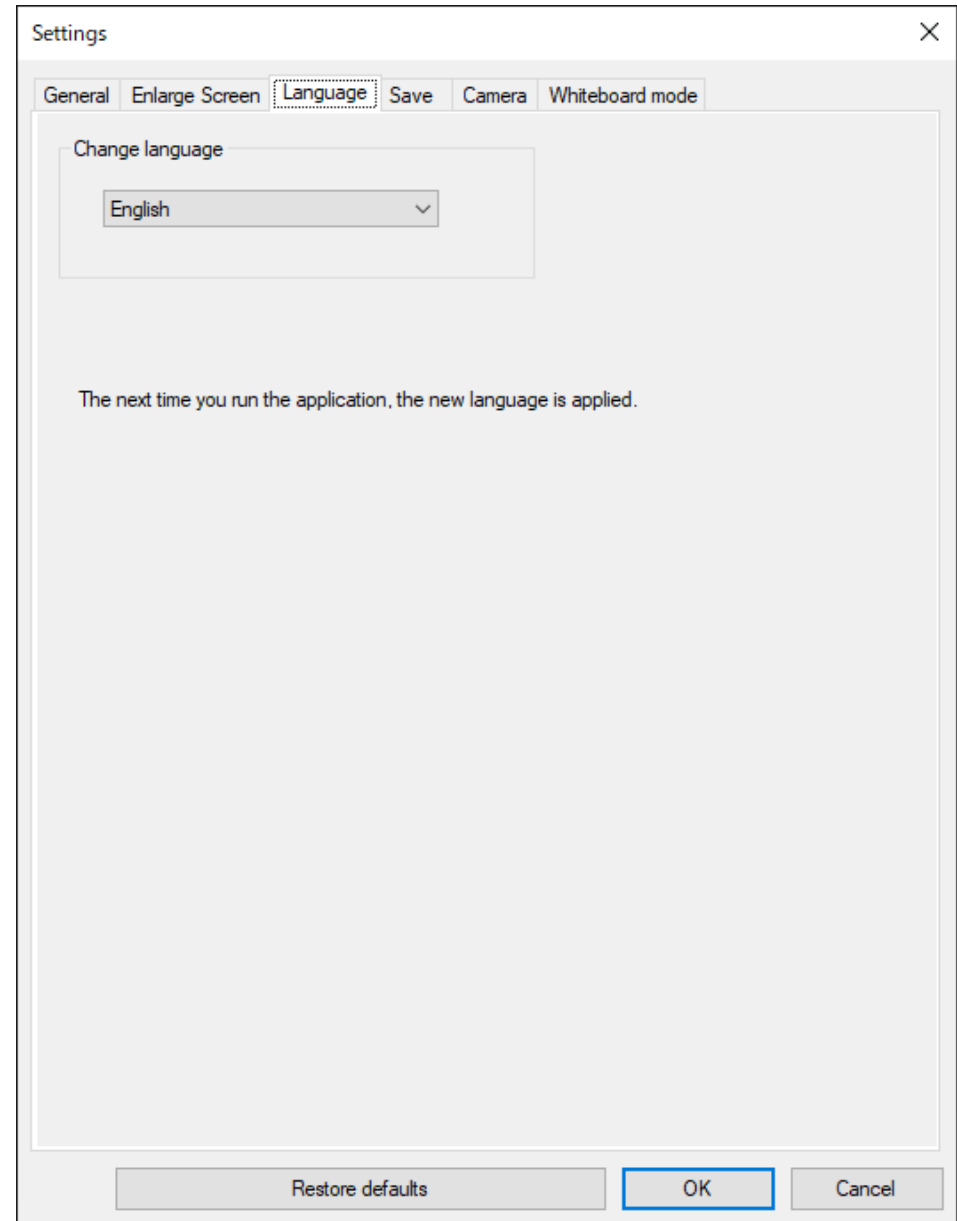 Settings
General Enlarge Screen Language Save Camera Whiteboard mode
Change language
English
The next time you run the application, the new language is applied.
Restore defaults OK Cancel